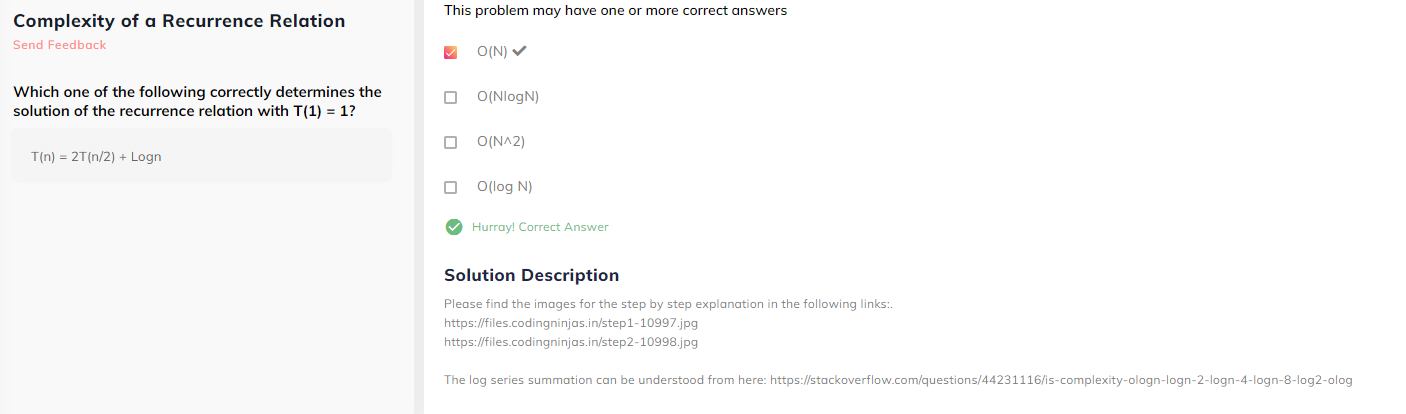 Complexity of a Recurrence Relation
Send Feedback
Which one of the following correctly determines the
solution of the recurrence relation with T(1) = 1?
T(n) = 2T(n/2) + Logn
This problem may have one or more correct answers
O(N)
O(NlogN)
O(N^2)
O(log N)
Hurray! Correct Answer
Solution Description
Please find the images for the step by step explanation in the following links:.
https://files.codingninjas.in/step1-10997.jpg
https://files.codingninjas.in/step2-10998.jpg
The log series summation can be understood from here: https://stackoverflow.com/questions/44231116/is-complexity-ologn-logn-2-logn-4-logn-8-log2-olog